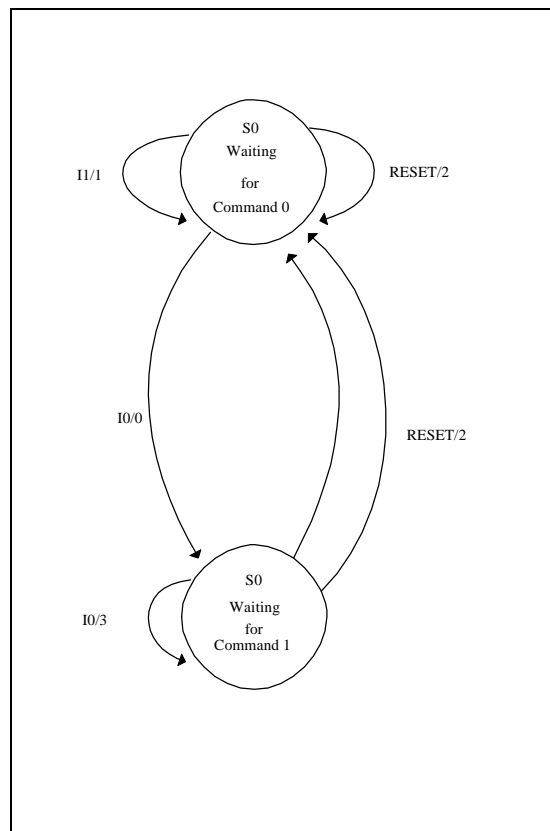 S0
Waiting
for
Command 0
I1/1
RESET/2
I0/0
RESET/2
S0
Waiting
for
Command 1
I0/3